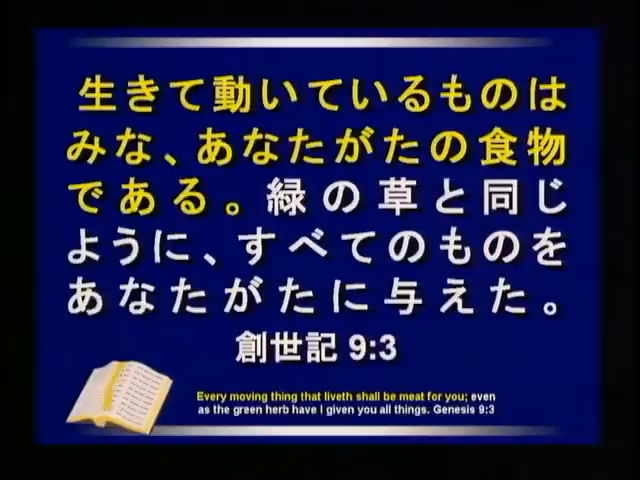 生きて動いているものは
みな、あなたがたの食物
である。緑の草と同じ
ように、すべてのものを
あなたがたに与えた。
創世記 9:3
Every moving thing that liveth shall be meat for you; even
as the green herb have I given you all things. Genesis 9:3